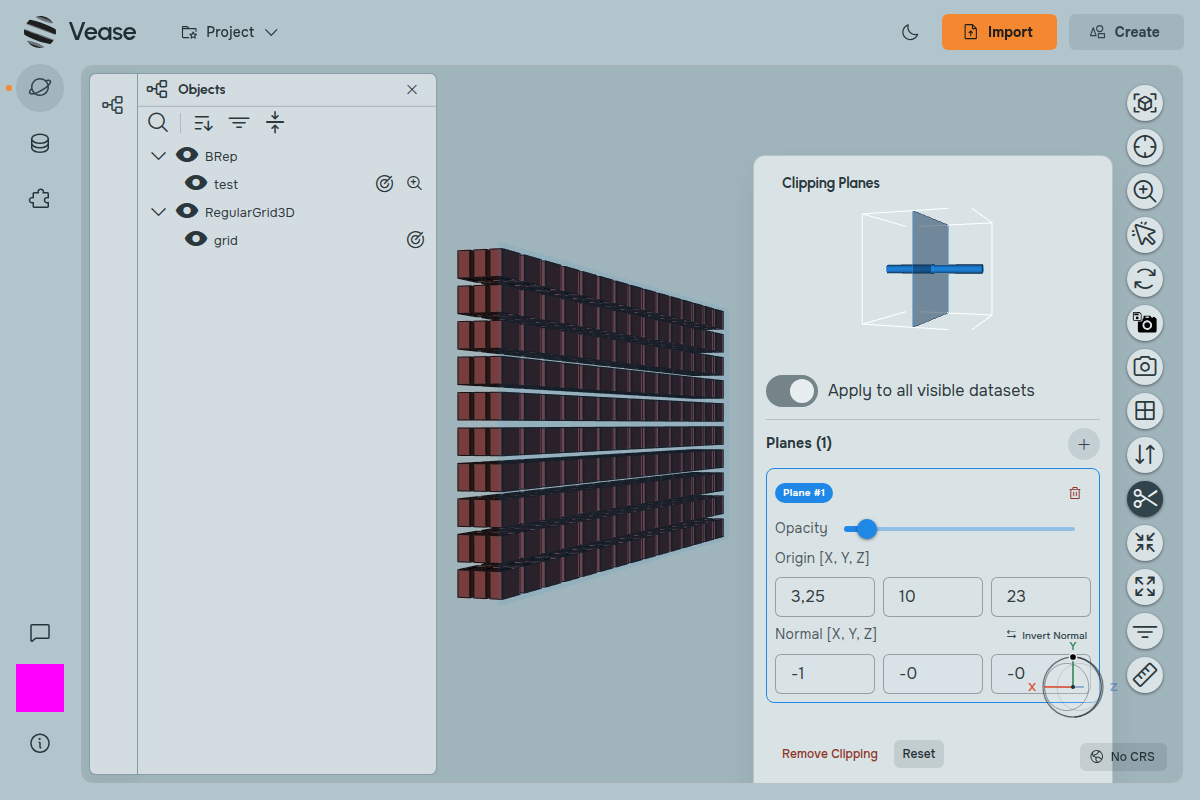 Vease
Project
Import
Create
Objects
BRep
test
RegularGrid3D
grid
Clipping Planes
Apply to all visible datasets
Planes (1)
Plane #1
Opacity
Origin [X, Y, Z]
3,25 10 23
Normal [X, Y, Z] Invert Normal
-1 -0 -0
Y
X Z
Remove Clipping Reset
No CRS